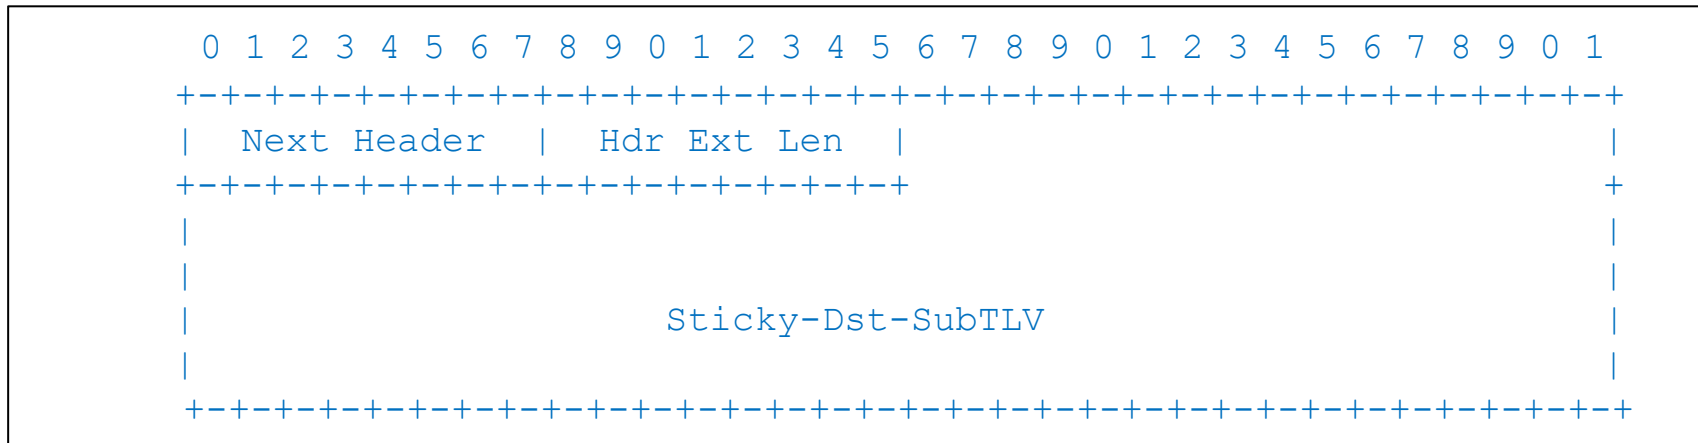 0 1 2 3 4 5 6 7 8 9 0 1 2 3 4 5 6 7 8 9 0 1 2 3 4 5 6 7 8 9 0 1
+-+-+-+-+-+-+-+-+-+-+-+-+-+-+-+-+-+-+-+-+-+-+-+-+-+-+-+-+-+-+-+-+
|  Next Header  |  Hdr Ext Len  |                               |
+-+-+-+-+-+-+-+-+-+-+-+-+-+-+-+-+                               +
|                                                               |
|                                                               |
|                     Sticky-Dst-SubTLV                         |
|                                                               |
+-+-+-+-+-+-+-+-+-+-+-+-+-+-+-+-+-+-+-+-+-+-+-+-+-+-+-+-+-+-+-+-+